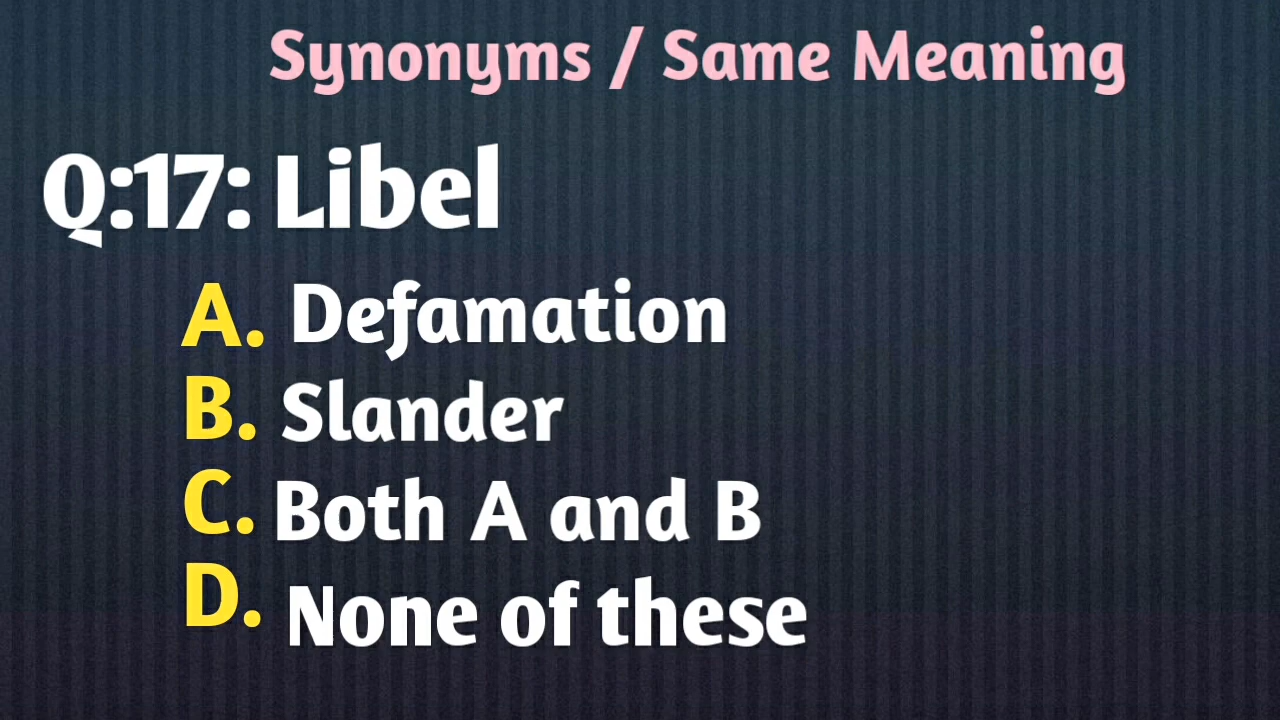 Synonyms / Same Meaning
Q:17: Libel
A. Defamation
B. Slander
C. Both A and B
D. None of these